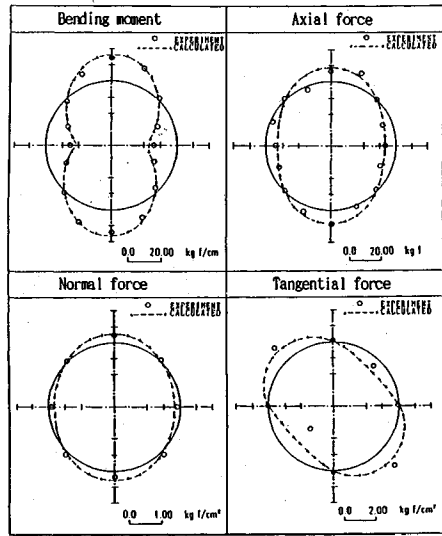 Bending moment
EXPERIMENT
CALCULATED
0.0 20.00 kg f/cm
Axial force
EXPERIMENT
CALCULATED
0.0 20.00 kg f
Normal force
EXPERIMENT
CALCULATED
0.0 1.00 kg f/cm²
Tangential force
EXPERIMENT
CALCULATED
0.0 2.00 kg f/cm²